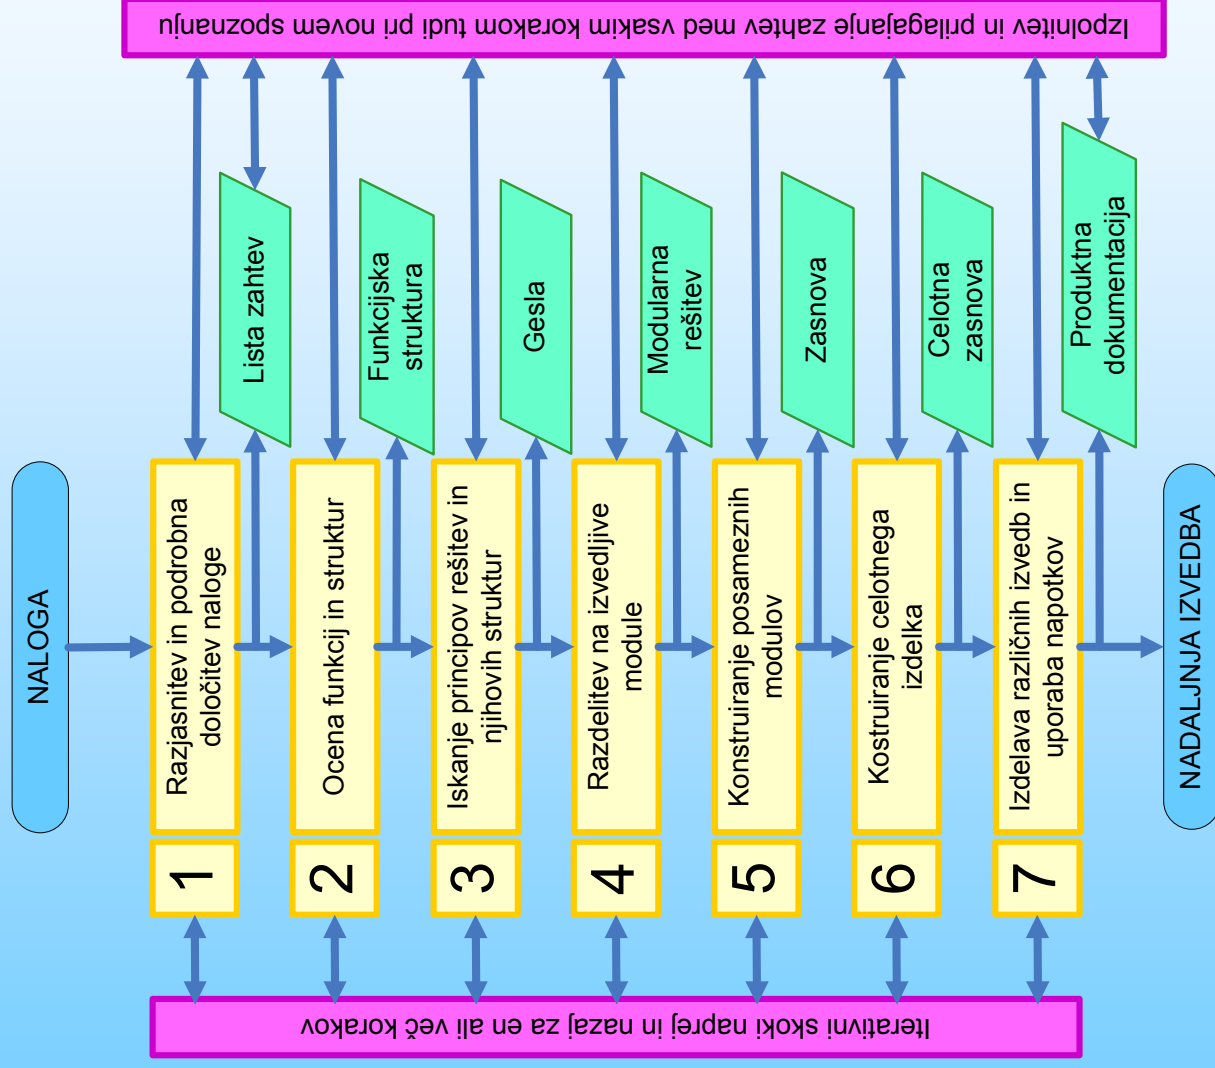 NALOGA
1
Razjasnitev in podrobna
določitev naloge
Lista zahtev
2
Ocena funkcij in struktur
Funkcijska
struktura
3
Iskanje principov rešitev in
njihovih struktur
Gesla
4
Razdelitev na izvedljive
module
Modularna
rešitev
5
Konstruiranje posameznih
modulov
Zasnova
6
Kostruiranje celotnega
izdelka
Celotna
zasnova
7
Izdelava različnih izvedb in
uporaba napotkov
Produktna
dokumentacija
NADALJNJA IZVEDBA
Iterativni skoki naprej in nazaj za en ali več korakov
Izpolnitev in prilagajanje zahtev med vsakim korakom tudi pri novem spoznanju